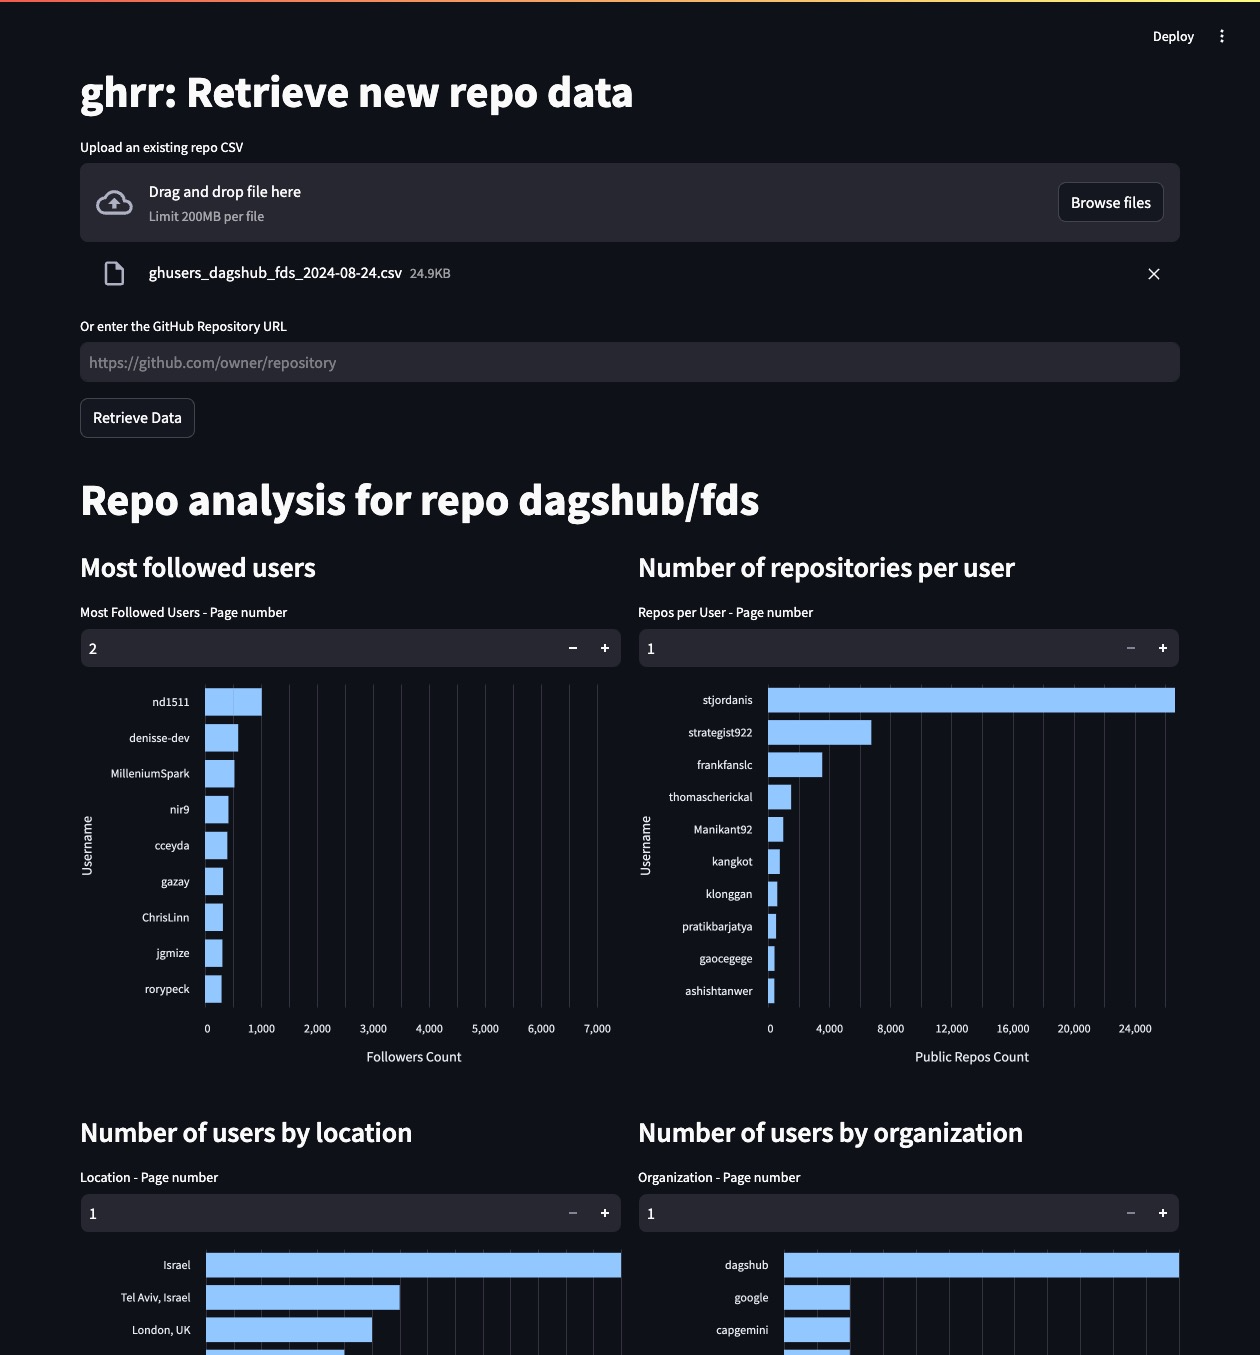 Deploy
ghrr: Retrieve new repo data
Upload an existing repo CSV
Drag and drop file here
Limit 200MB per file
Browse files
ghusers_dagshub_fds_2024-08-24.csv 24.9KB
Or enter the GitHub Repository URL
https://github.com/owner/repository
Retrieve Data
Repo analysis for repo dagshub/fds
Most followed users
Most Followed Users - Page number
2
Username
nd1511
denisse-dev
MilleniumSpark
nir9
cceyda
gazay
ChrisLinn
jgmize
rorypeck
0 1,000 2,000 3,000 4,000 5,000 6,000 7,000
Followers Count
Number of repositories per user
Repos per User - Page number
1
Username
stjordanis
strategist922
frankfanslc
thomascherickal
Manikant92
kangkot
klonggan
pratikbarjatya
gaocegege
ashishtanwer
0 4,000 8,000 12,000 16,000 20,000 24,000
Public Repos Count
Number of users by location
Location - Page number
1
Israel
Tel Aviv, Israel
London, UK
Number of users by organization
Organization - Page number
1
dagshub
google
capgemini